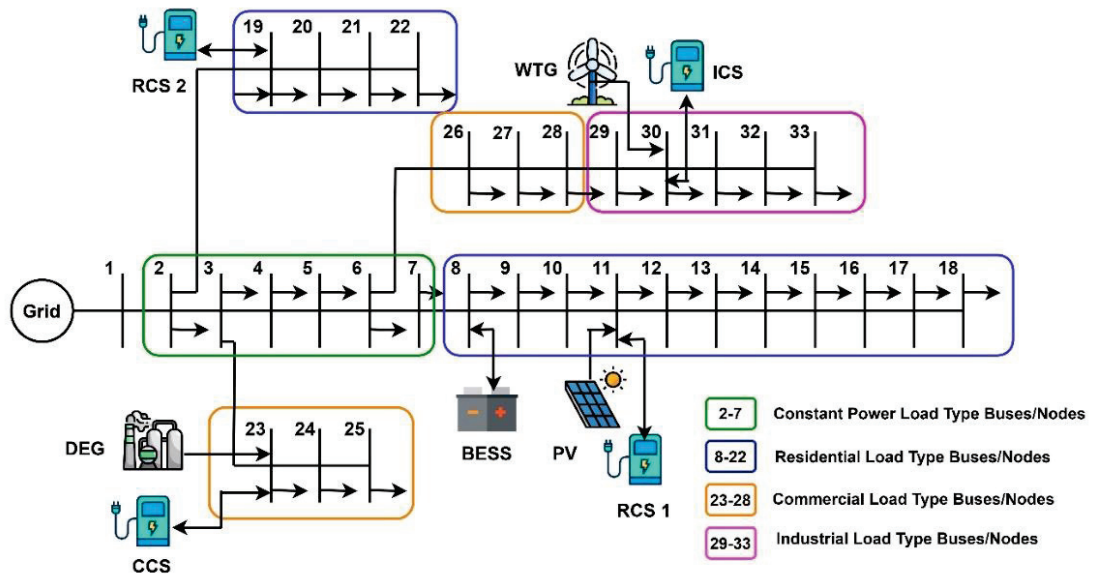 19 20 21 22
RCS 2
WTG
ICS
26 27 28 29 30 31 32 33
1 2 3 4 5 6 7 8 9 10 11 12 13 14 15 16 17 18
Grid
DEG
23 24 25
CCS
BESS
PV
RCS 1
2-7 Constant Power Load Type Buses/Nodes
8-22 Residential Load Type Buses/Nodes
23-28 Commercial Load Type Buses/Nodes
29-33 Industrial Load Type Buses/Nodes